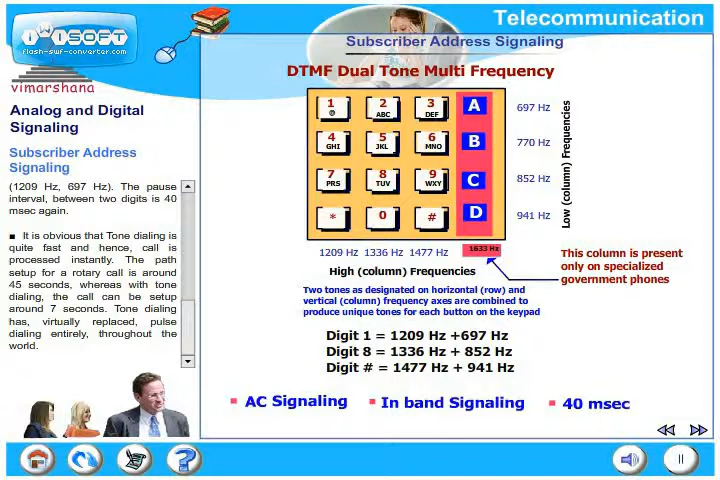 Telecommunication
iWiSOFT
flash-swf-converter.com
vimarshana
Subscriber Address Signaling
DTMF Dual Tone Multi Frequency
Analog and Digital
Signaling
Subscriber Address
Signaling
(1209 Hz, 697 Hz). The pause
interval, between two digits is 40
msec again.
■ It is obvious that Tone dialing is
quite fast and hence, call is
processed instantly. The path
setup for a rotary call is around
45 seconds, whereas with tone
dialing, the call can be setup
around 7 seconds. Tone dialing
has, virtually replaced, pulse
dialing entirely, throughout the
world.
1 2 3 A 697 Hz
@ ABC DEF
4 5 6 B 770 Hz
GHI JKL MNO
7 8 9 C 852 Hz
PRS TUV WXY
* 0 # D 941 Hz
Low (column) Frequencies
1209 Hz 1336 Hz 1477 Hz 1633 Hz
High (column) Frequencies
This column is present
only on specialized
government phones
Two tones as designated on horizontal (row) and
vertical (column) frequency axes are combined to
produce unique tones for each button on the keypad
Digit 1 = 1209 Hz +697 Hz
Digit 8 = 1336 Hz + 852 Hz
Digit # = 1477 Hz + 941 Hz
▪ AC Signaling ▪ In band Signaling ▪ 40 msec